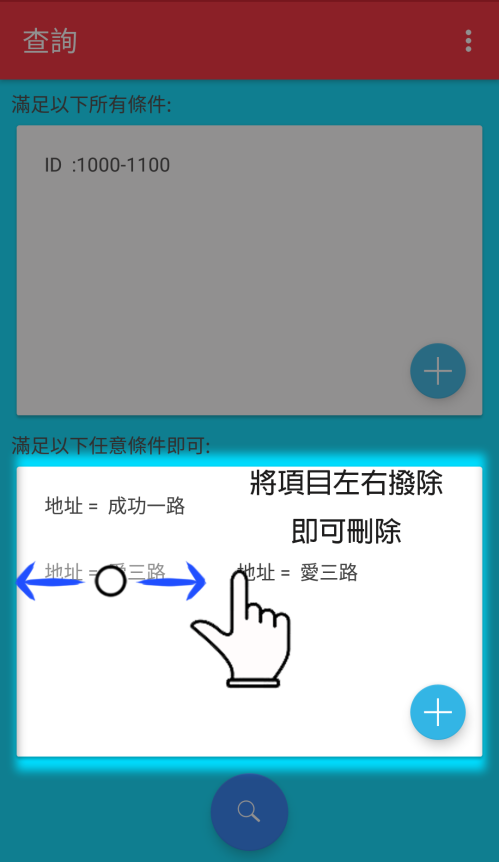 查詢
滿足以下所有條件:
ID :1000-1100
滿足以下任意條件即可:
將項目左右撥除
即可刪除
地址 = 成功一路
地址 = 愛三路
地址 = 愛三路